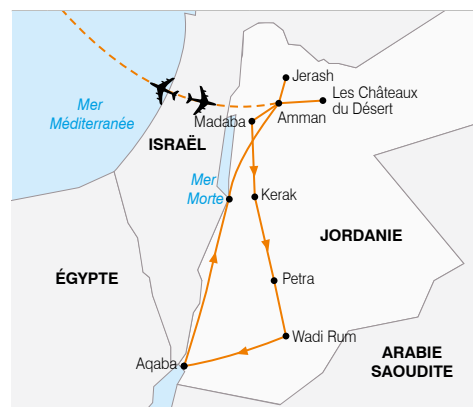 Jerash
Les Châteaux
du Désert
Mer
Méditerranée
Amman
Madaba
ISRAËL
Mer
Morte
Kerak
JORDANIE
ÉGYPTE
Petra
Wadi Rum
ARABIE
SAOUDITE
Aqaba